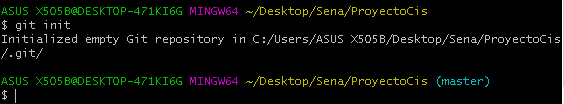 ASUS X505B@DESKTOP-471KI6G MINGW64 ~/Desktop/Sena/ProyectoCis
$ git init
Initialized empty Git repository in C:/Users/ASUS X505B/Desktop/Sena/ProyectoCis
/.git/
ASUS X505B@DESKTOP-471KI6G MINGW64 ~/Desktop/Sena/ProyectoCis (master)
$